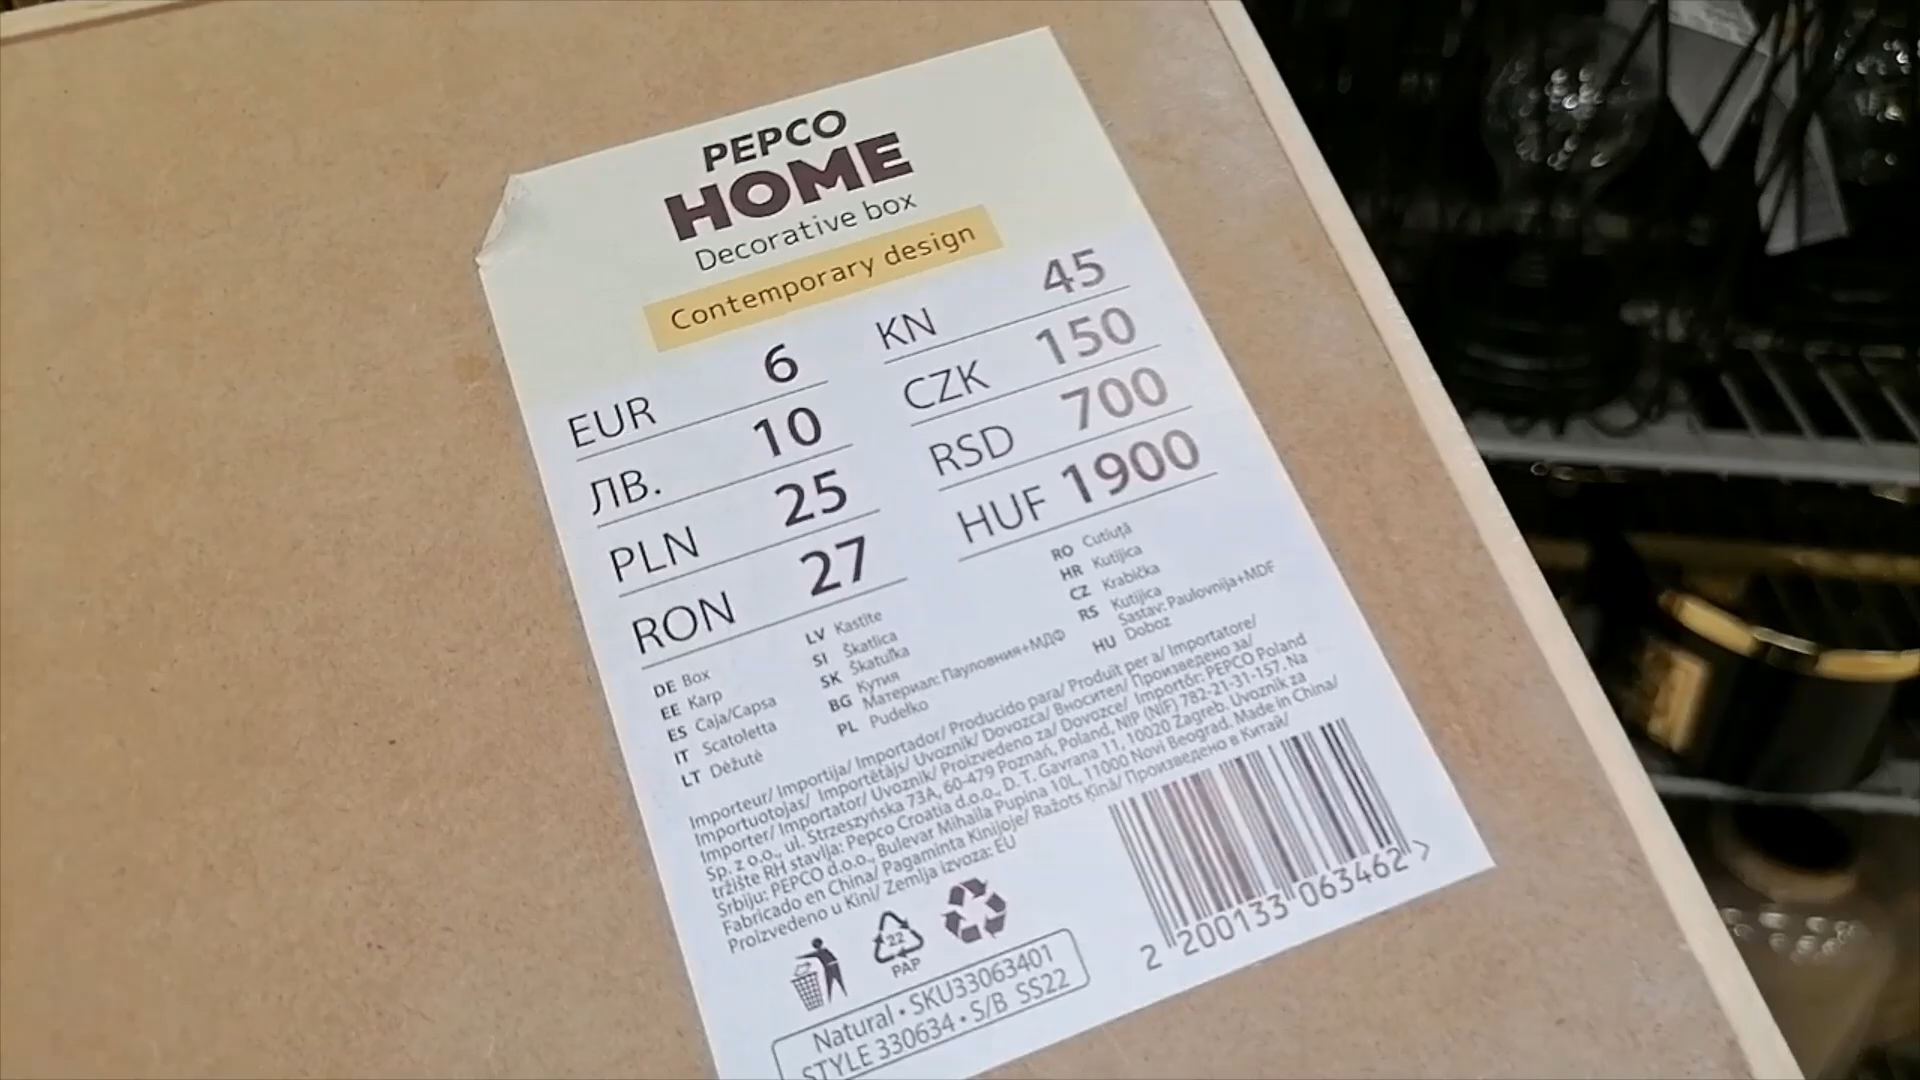 PEPCO
HOME
Decorative box
Contemporary design
EUR 6
ЛВ. 10
PLN 25
RON 27
KN 45
CZK 150
RSD 700
HUF 1900
DE Box
EE Karp
ES Caja/Capsa
IT Scatoletta
LT Dėžutė
LV Kastīte
SI Škatlica
SK Škatuľka
BG Кутия
Материал: Пауловния+МДФ
PL Pudełko
RO Cutiuță
HR Kutijica
CZ Krabička
RS Kutijica
Sastav: Paulovnija+MDF
HU Doboz
Importeur/ Importija/ Importador/ Producido para/ Produït per a/ Importatore/
Importuotojas/ Importētājs/ Uvoznik/ Dovozca/ Вносител/ Произведено за/
Importer/ Importator/ Uvoznik/ Proizvedeno za/ Dovozce/ Importőr: PEPCO Poland
Sp. z o.o., ul. Strzeszyńska 73A, 60-479 Poznań, Poland, NIP (NIF) 782-21-31-157. Na
tržište RH stavlja: Pepco Croatia d.o.o., D. T. Gavrana 11, 10020 Zagreb. Uvoznik za
Srbiju: PEPCO d.o.o., Bulevar Mihaila Pupina 10L, 11000 Novi Beograd. Made in China/
Fabricado en China/ Pagaminta Kinijoje/ Ražots Ķīnā/ Произведено в Китай/
Proizvedeno u Kini/ Zemlja izvoza: EU
22
PAP
2 200133 063462 >
Natural • SKU33063401
STYLE 330634 • S/B SS22